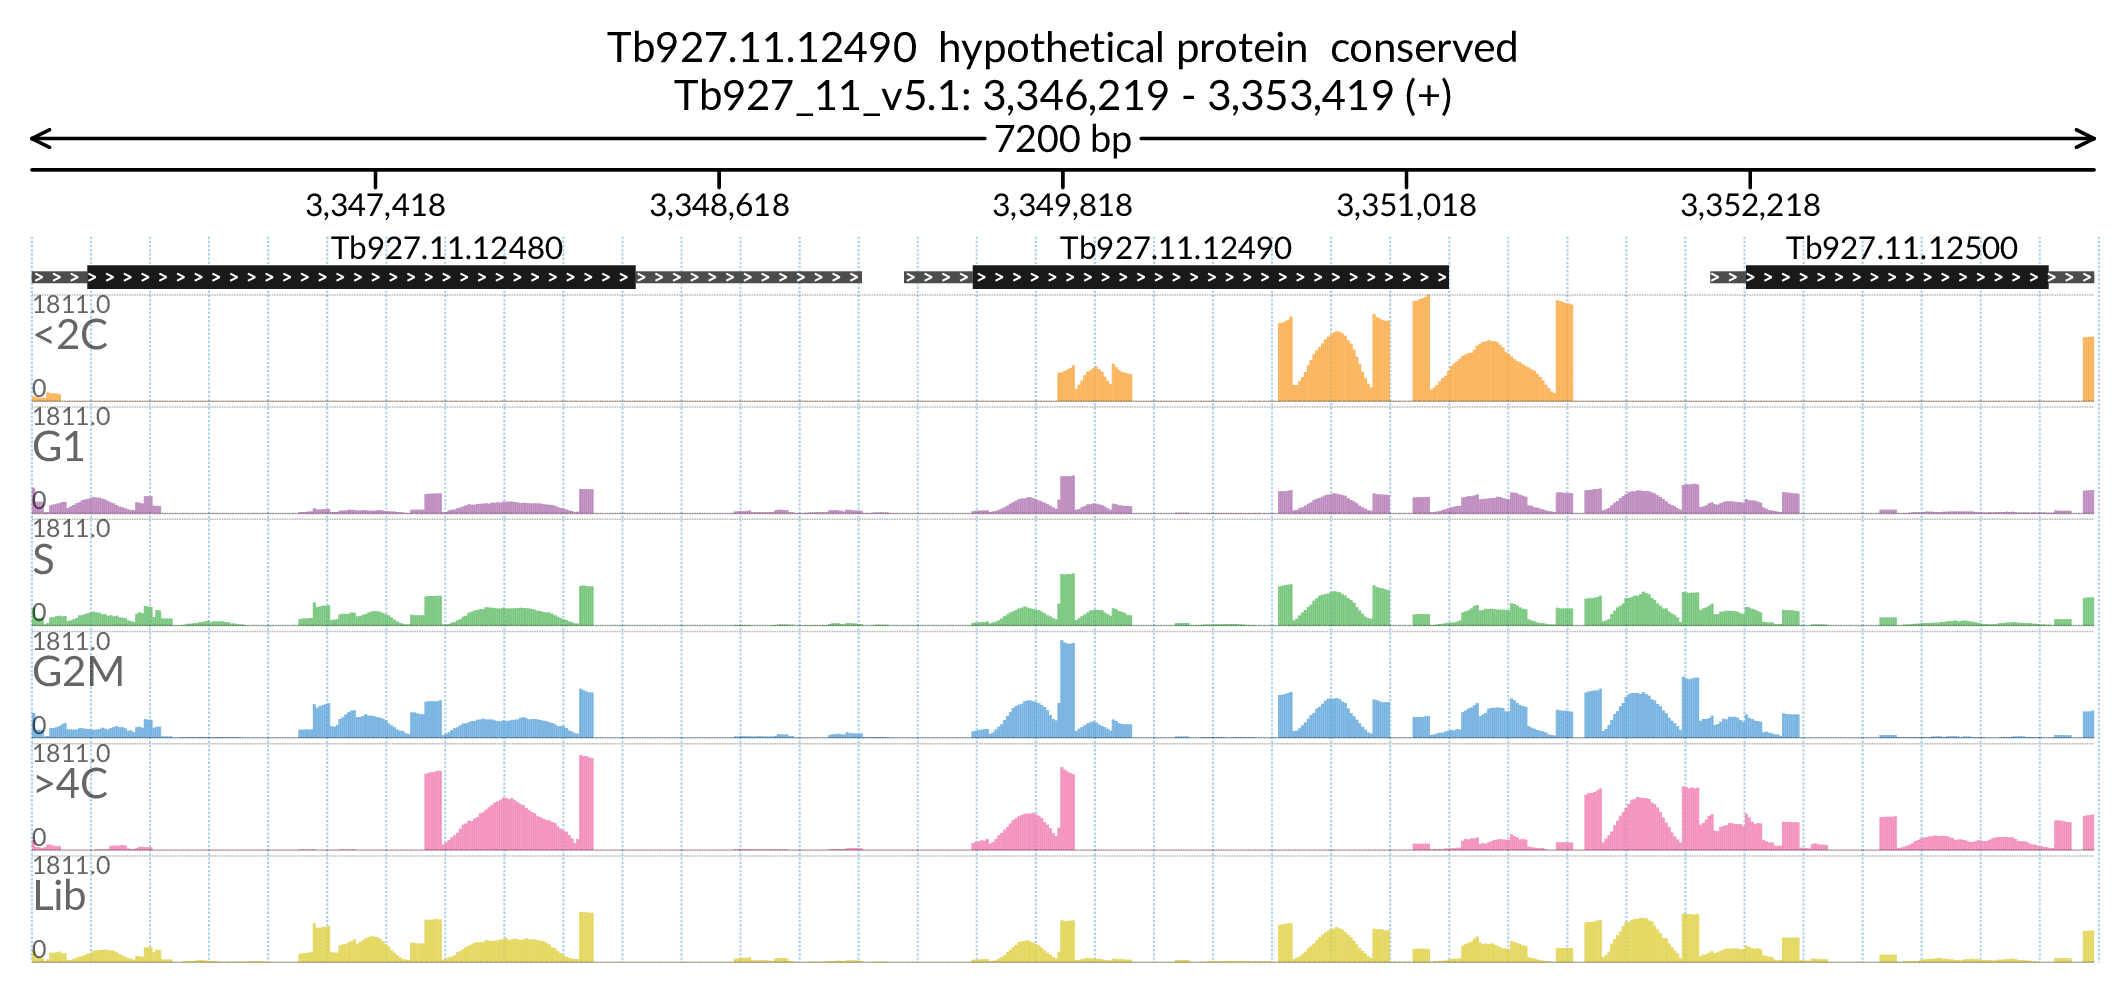 Tb927.11.12490  hypothetical protein  conserved
Tb927_11_v5.1: 3,346,219 - 3,353,419 (+)
7200 bp
3,347,418 3,348,618 3,349,818 3,351,018 3,352,218
Tb927.11.12480 Tb927.11.12490 Tb927.11.12500
1811.0
<2C
0
1811.0
G1
0
1811.0
S
0
1811.0
G2M
0
1811.0
>4C
0
1811.0
Lib
0